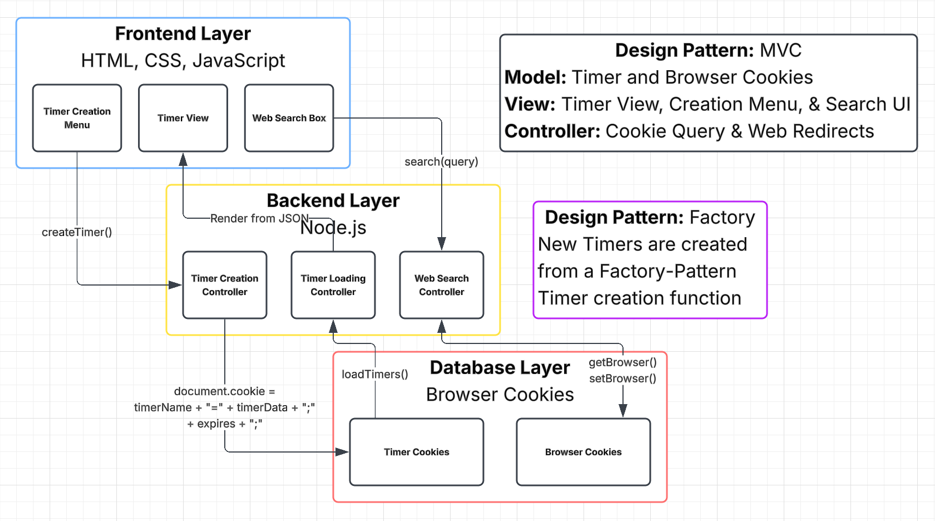 Frontend Layer
HTML, CSS, JavaScript
Timer Creation
Menu
Timer View
Web Search Box
Design Pattern: MVC
Model: Timer and Browser Cookies
View: Timer View, Creation Menu, & Search UI
Controller: Cookie Query & Web Redirects
search(query)
createTimer()
Backend Layer
Render from JSON
Node.js
Timer Creation
Controller
Timer Loading
Controller
Web Search
Controller
Design Pattern: Factory
New Timers are created
from a Factory-Pattern
Timer creation function
document.cookie =
timerName + "=" + timerData + ";"
+ expires + ";"
loadTimers()
Database Layer
Browser Cookies
getBrowser()
setBrowser()
Timer Cookies
Browser Cookies